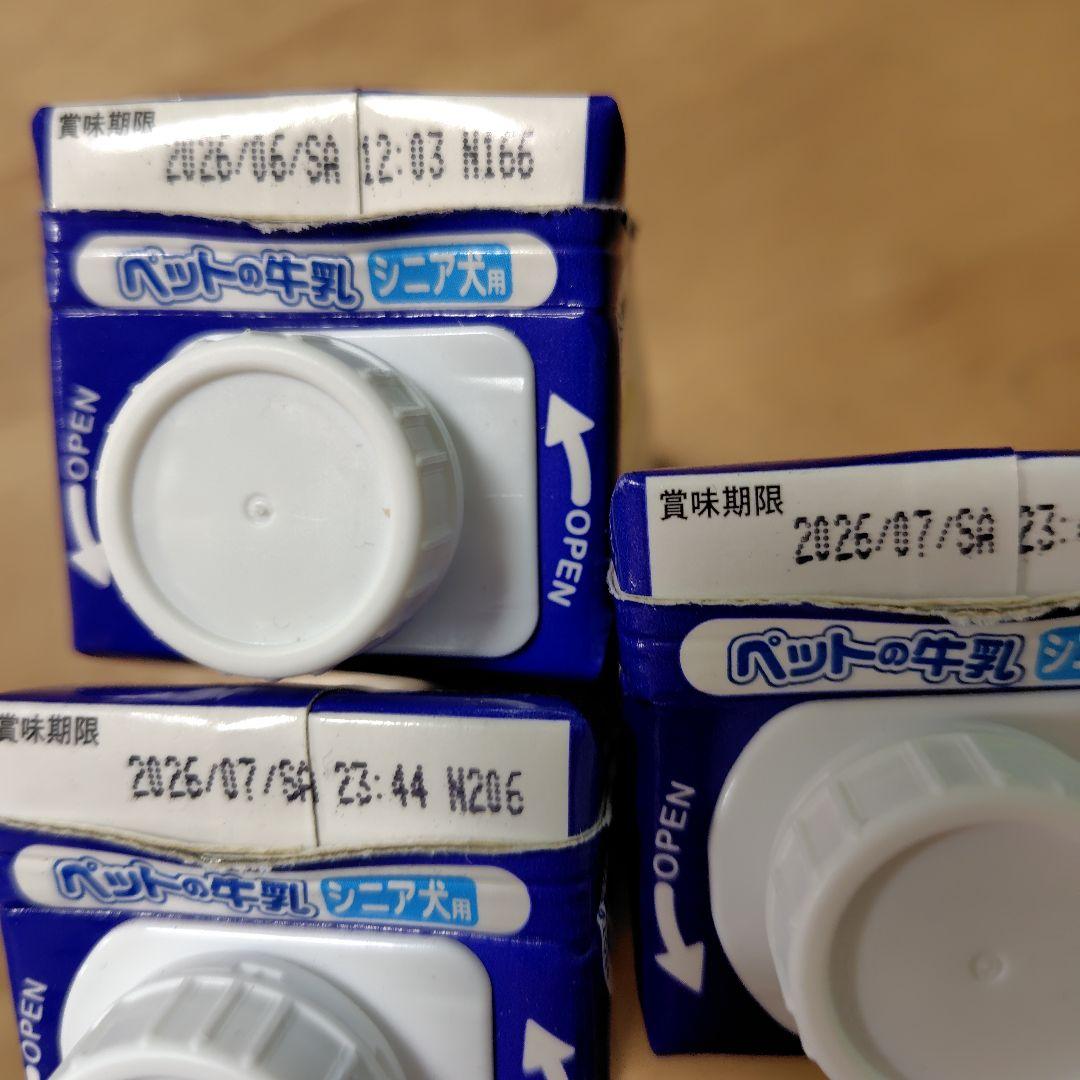 賞味期限
2026/06/SA 12:03 N166
ペットの牛乳 シニア犬用
OPEN
OPEN
賞味期限
2026/07/SA 23:
ペットの牛乳 シニ
OPEN
賞味期限
2026/07/SA 23:44 N206
ペットの牛乳 シニア犬用
OPEN